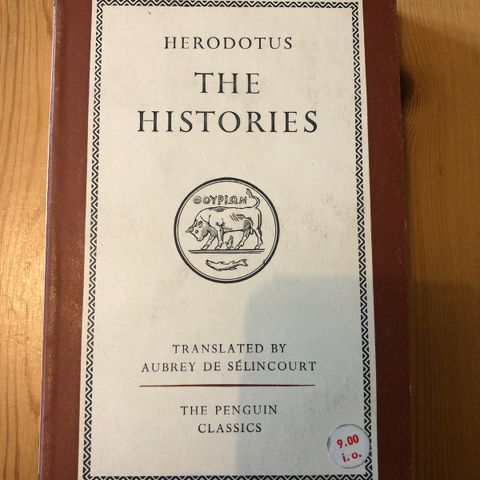 HERODOTUS
THE
HISTORIES
ΘΟΥΡΙΩΝ
TRANSLATED BY
AUBREY DE SÉLINCOURT
THE PENGUIN
CLASSICS
9.00
i.o.